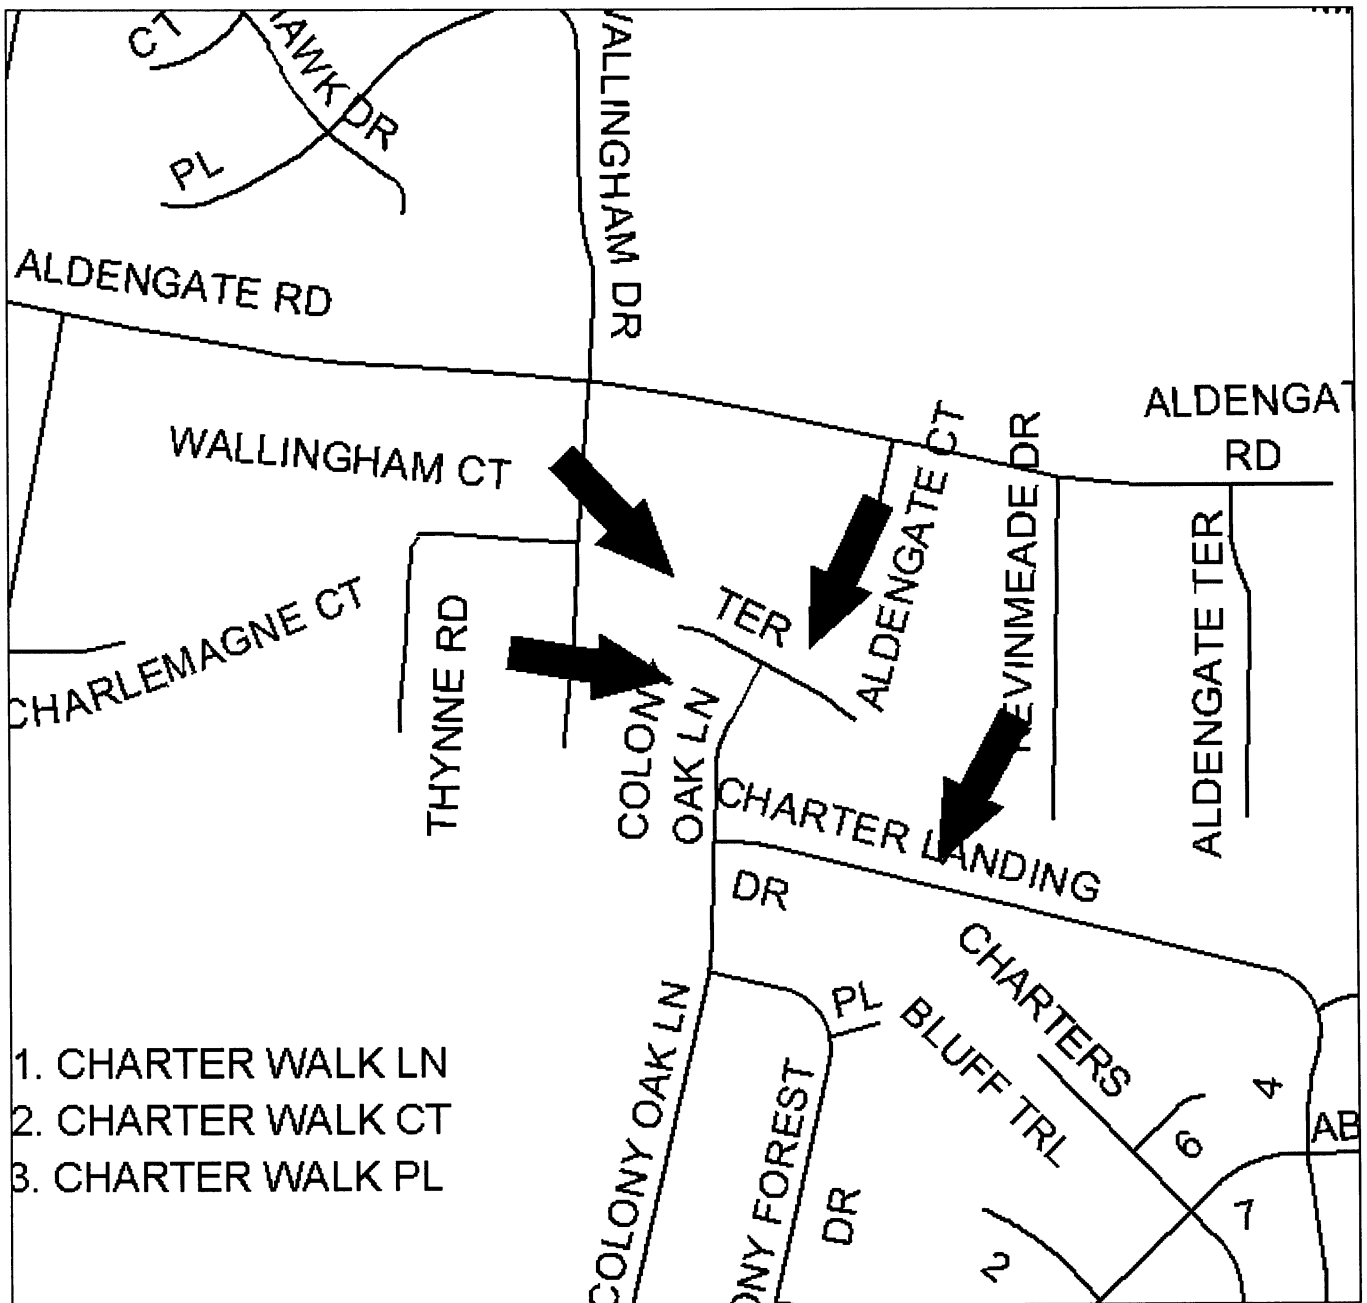 CT
AWK DR
PL
WALLINGHAM DR
ALDENGATE RD
ALDENGAT
RD
WALLINGHAM CT
ALDENGATE CT
KEVINMEADE DR
ALDENGATE TER
TER
CHARLEMAGNE CT
THYNNE RD
COLON
OAK LN
CHARTER LANDING
DR
CHARTERS
BLUFF TRL
PL
COLONY OAK LN
ONY FOREST
DR
4
6
AB
7
2
1. CHARTER WALK LN
2. CHARTER WALK CT
3. CHARTER WALK PL